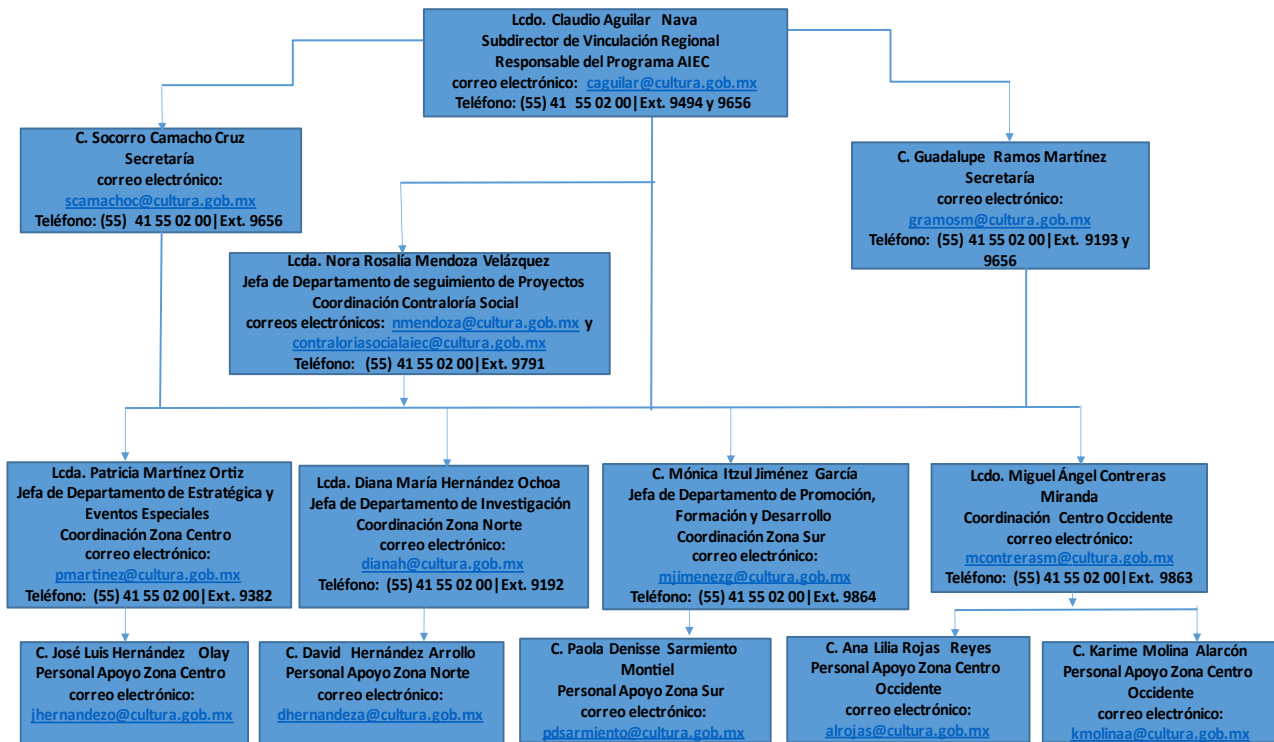 Lcdo. Claudio Aguilar Nava
Subdirector de Vinculación Regional
Responsable del Programa AIEC
correo electrónico: caguilar@cultura.gob.mx
Teléfono: (55) 41 55 02 00|Ext. 9494 y 9656
C. Socorro Camacho Cruz
Secretaría
correo electrónico:
scamachoc@cultura.gob.mx
Teléfono: (55) 41 55 02 00|Ext. 9656
C. Guadalupe Ramos Martínez
Secretaría
correo electrónico:
gramosm@cultura.gob.mx
Teléfono: (55) 41 55 02 00|Ext. 9193 y
9656
Lcda. Nora Rosalía Mendoza Velázquez
Jefa de Departamento de seguimiento de Proyectos
Coordinación Contraloría Social
correos electrónicos: nmendoza@cultura.gob.mx y
contraloriasocialaiec@cultura.gob.mx
Teléfono: (55) 41 55 02 00|Ext. 9791
Lcda. Patricia Martínez Ortiz
Jefa de Departamento de Estratégica y
Eventos Especiales
Coordinación Zona Centro
correo electrónico:
pmartinez@cultura.gob.mx
Teléfono: (55) 41 55 02 00|Ext. 9382
Lcda. Diana María Hernández Ochoa
Jefa de Departamento de Investigación
Coordinación Zona Norte
correo electrónico:
dianah@cultura.gob.mx
Teléfono: (55) 41 55 02 00|Ext. 9192
C. Mónica Itzul Jiménez García
Jefa de Departamento de Promoción,
Formación y Desarrollo
Coordinación Zona Sur
correo electrónico:
mjimenezg@cultura.gob.mx
Teléfono: (55) 41 55 02 00|Ext. 9864
Lcdo. Miguel Ángel Contreras
Miranda
Coordinación Centro Occidente
correo electrónico:
mcontrerasm@cultura.gob.mx
Teléfono: (55) 41 55 02 00|Ext. 9863
C. José Luis Hernández Olay
Personal Apoyo Zona Centro
correo electrónico:
jhernandezo@cultura.gob.mx
C. David Hernández Arrollo
Personal Apoyo Zona Norte
correo electrónico:
dhernandeza@cultura.gob.mx
C. Paola Denisse Sarmiento
Montiel
Personal Apoyo Zona Sur
correo electrónico:
pdsarmiento@cultura.gob.mx
C. Ana Lilia Rojas Reyes
Personal Apoyo Zona Centro
Occidente
correo electrónico:
alrojas@cultura.gob.mx
C. Karime Molina Alarcón
Personal Apoyo Zona Centro
Occidente
correo electrónico:
kmolinaa@cultura.gob.mx